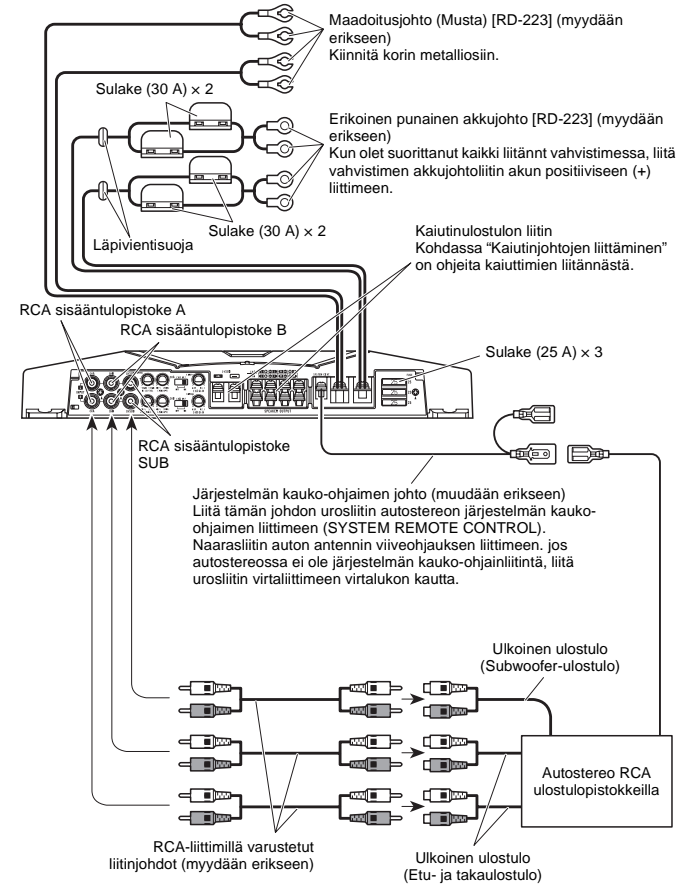 Maadoitusjohto (Musta) [RD-223] (myydään
erikseen)
Kiinnitä korin metalliosiin.
Sulake (30 A) × 2
Erikoinen punainen akkujohto [RD-223] (myydään
erikseen)
Kun olet suorittanut kaikki liitännt vahvistimessa, liitä
vahvistimen akkujohtoliitin akun positiiviseen (+)
liittimeen.
Sulake (30 A) × 2
Läpivientisuoja
Kaiutinulostulon liitin
Kohdassa “Kaiutinjohtojen liittäminen”
on ohjeita kaiuttimien liitännästä.
RCA sisääntulopistoke A
RCA sisääntulopistoke B
Sulake (25 A) × 3
SPEAKER OUTPUT
RCA sisääntulopistoke
SUB
Järjestelmän kauko-ohjaimen johto (muudään erikseen)
Liitä tämän johdon urosliitin autostereon järjestelmän kauko-
ohjaimen liittimeen (SYSTEM REMOTE CONTROL).
Naarasliitin auton antennin viiveohjauksen liittimeen. jos
autostereossa ei ole järjestelmän kauko-ohjainliitintä, liitä
urosliitin virtaliittimeen virtalukon kautta.
Ulkoinen ulostulo
(Subwoofer-ulostulo)
Autostereo RCA
ulostulopistokkeilla
RCA-liittimillä varustetut
liitinjohdot (myydään erikseen)
Ulkoinen ulostulo
(Etu- ja takaulostulo)